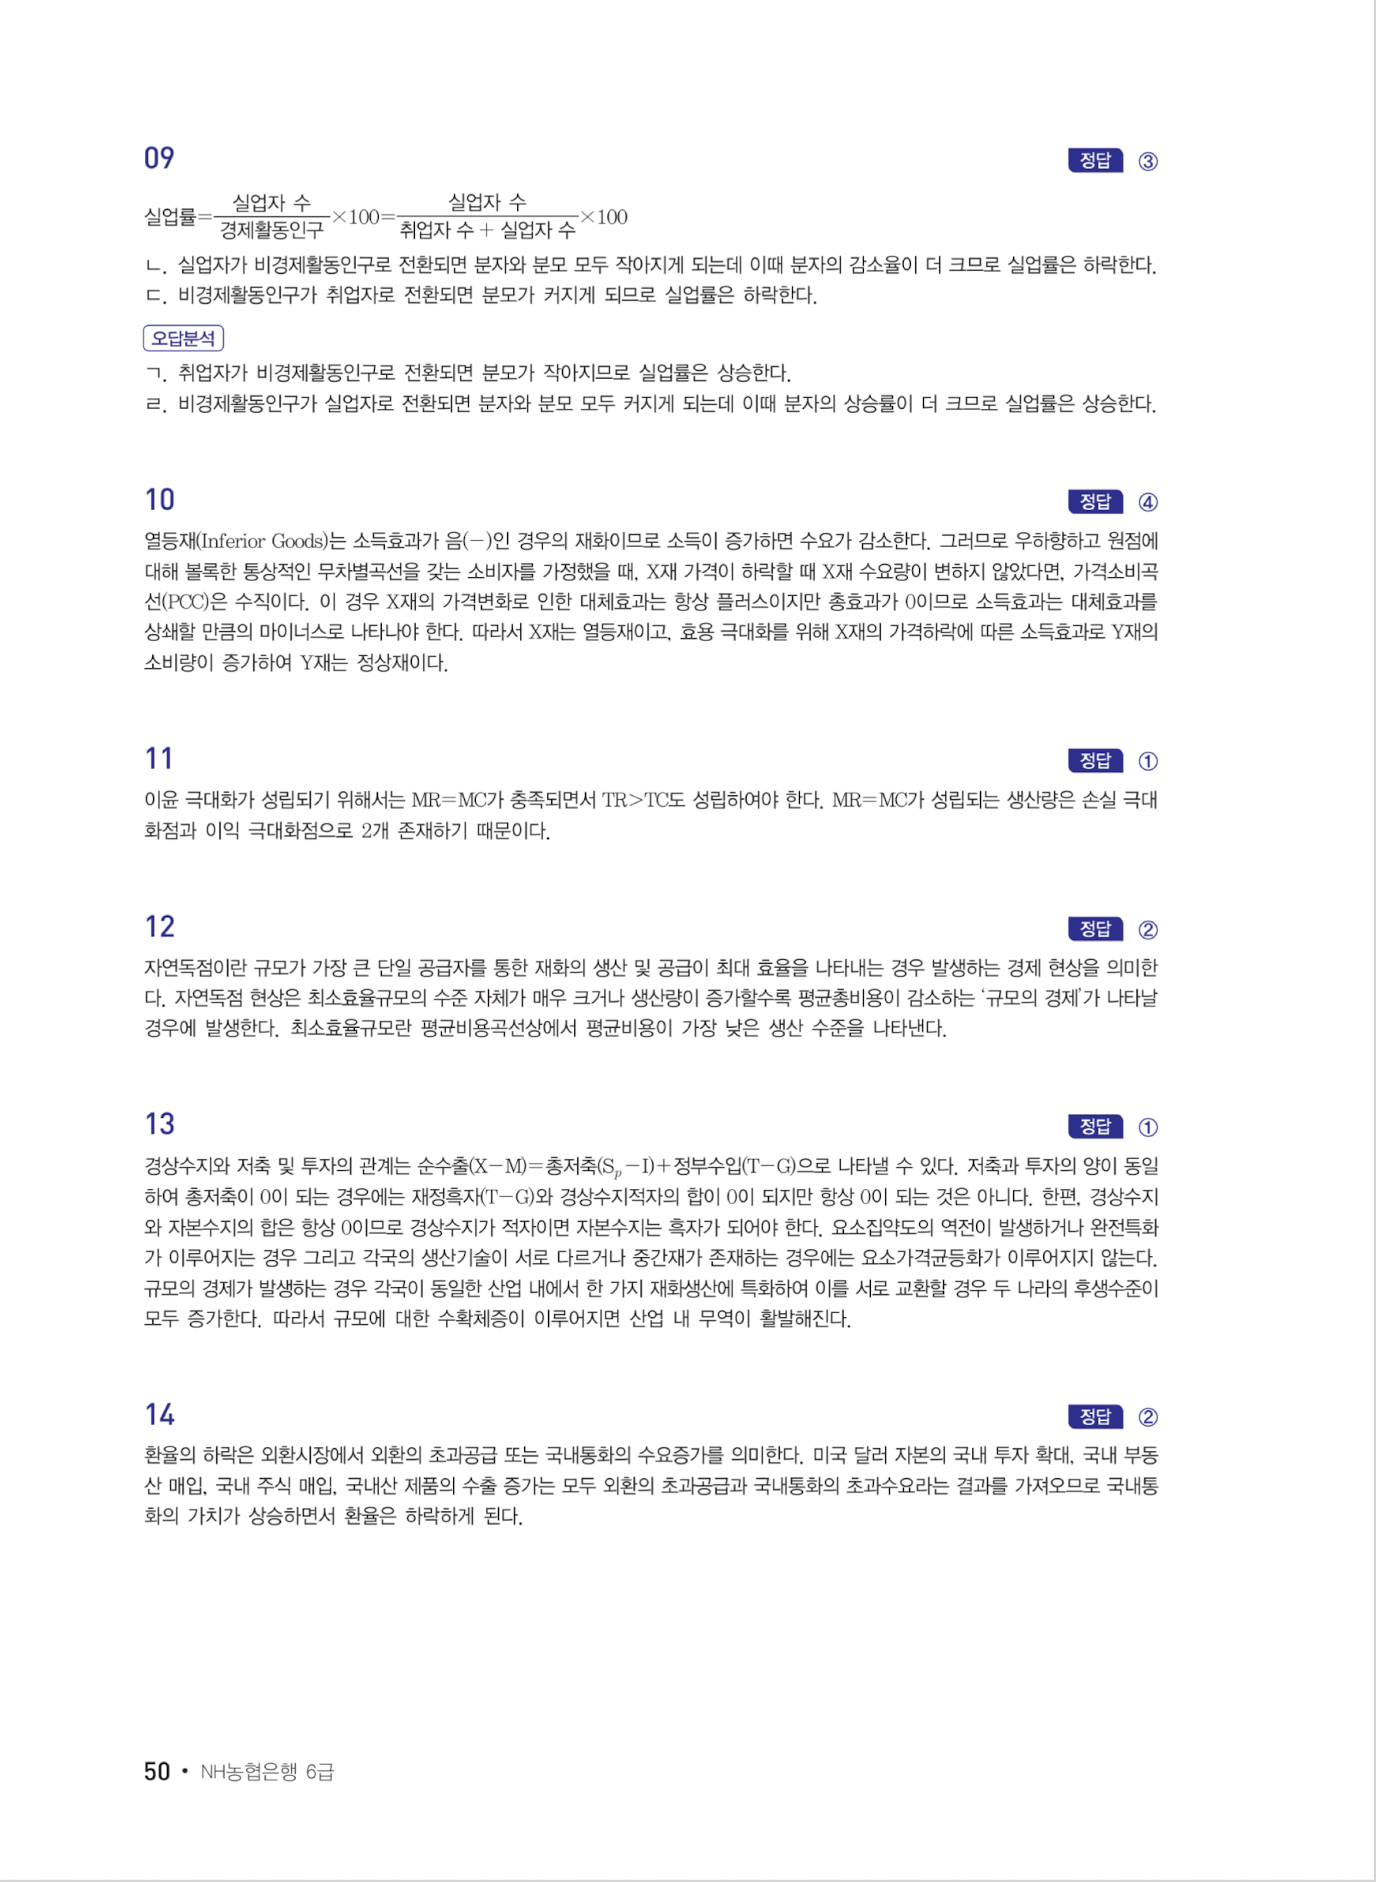 09
정답 ③
실업률=실업자 수/경제활동인구×100=실업자 수/취업자 수 + 실업자 수×100
ㄴ. 실업자가 비경제활동인구로 전환되면 분자와 분모 모두 작아지게 되는데 이때 분자의 감소율이 더 크므로 실업률은 하락한다.
ㄷ. 비경제활동인구가 취업자로 전환되면 분모가 커지게 되므로 실업률은 하락한다.
오답분석
ㄱ. 취업자가 비경제활동인구로 전환되면 분모가 작아지므로 실업률은 상승한다.
ㄹ. 비경제활동인구가 실업자로 전환되면 분자와 분모 모두 커지게 되는데 이때 분자의 상승률이 더 크므로 실업률은 상승한다.
10
정답 ④
열등재(Inferior Goods)는 소득효과가 음(-)인 경우의 재화이므로 소득이 증가하면 수요가 감소한다. 그러므로 우하향하고 원점에
대해 볼록한 통상적인 무차별곡선을 갖는 소비자를 가정했을 때, X재 가격이 하락할 때 X재 수요량이 변하지 않았다면, 가격소비곡
선(PCC)은 수직이다. 이 경우 X재의 가격변화로 인한 대체효과는 항상 플러스이지만 총효과가 0이므로 소득효과는 대체효과를
상쇄할 만큼의 마이너스로 나타나야 한다. 따라서 X재는 열등재이고, 효용 극대화를 위해 X재의 가격하락에 따른 소득효과로 Y재의
소비량이 증가하여 Y재는 정상재이다.
11
정답 ①
이윤 극대화가 성립되기 위해서는 MR=MC가 충족되면서 TR>TC도 성립하여야 한다. MR=MC가 성립되는 생산량은 손실 극대
화점과 이익 극대화점으로 2개 존재하기 때문이다.
12
정답 ②
자연독점이란 규모가 가장 큰 단일 공급자를 통한 재화의 생산 및 공급이 최대 효율을 나타내는 경우 발생하는 경제 현상을 의미한
다. 자연독점 현상은 최소효율규모의 수준 자체가 매우 크거나 생산량이 증가할수록 평균총비용이 감소하는 ‘규모의 경제’가 나타날
경우에 발생한다. 최소효율규모란 평균비용곡선상에서 평균비용이 가장 낮은 생산 수준을 나타낸다.
13
정답 ①
경상수지와 저축 및 투자의 관계는 순수출(X-M)=총저축(Sp-I)+정부수입(T-G)으로 나타낼 수 있다. 저축과 투자의 양이 동일
하여 총저축이 0이 되는 경우에는 재정흑자(T-G)와 경상수지적자의 합이 0이 되지만 항상 0이 되는 것은 아니다. 한편, 경상수지
와 자본수지의 합은 항상 0이므로 경상수지가 적자이면 자본수지는 흑자가 되어야 한다. 요소집약도의 역전이 발생하거나 완전특화
가 이루어지는 경우 그리고 각국의 생산기술이 서로 다르거나 중간재가 존재하는 경우에는 요소가격균등화가 이루어지지 않는다.
규모의 경제가 발생하는 경우 각국이 동일한 산업 내에서 한 가지 재화생산에 특화하여 이를 서로 교환할 경우 두 나라의 후생수준이
모두 증가한다. 따라서 규모에 대한 수확체증이 이루어지면 산업 내 무역이 활발해진다.
14
정답 ②
환율의 하락은 외환시장에서 외환의 초과공급 또는 국내통화의 수요증가를 의미한다. 미국 달러 자본의 국내 투자 확대, 국내 부동
산 매입, 국내 주식 매입, 국내산 제품의 수출 증가는 모두 외환의 초과공급과 국내통화의 초과수요라는 결과를 가져오므로 국내통
화의 가치가 상승하면서 환율은 하락하게 된다.
50 • NH농협은행 6급